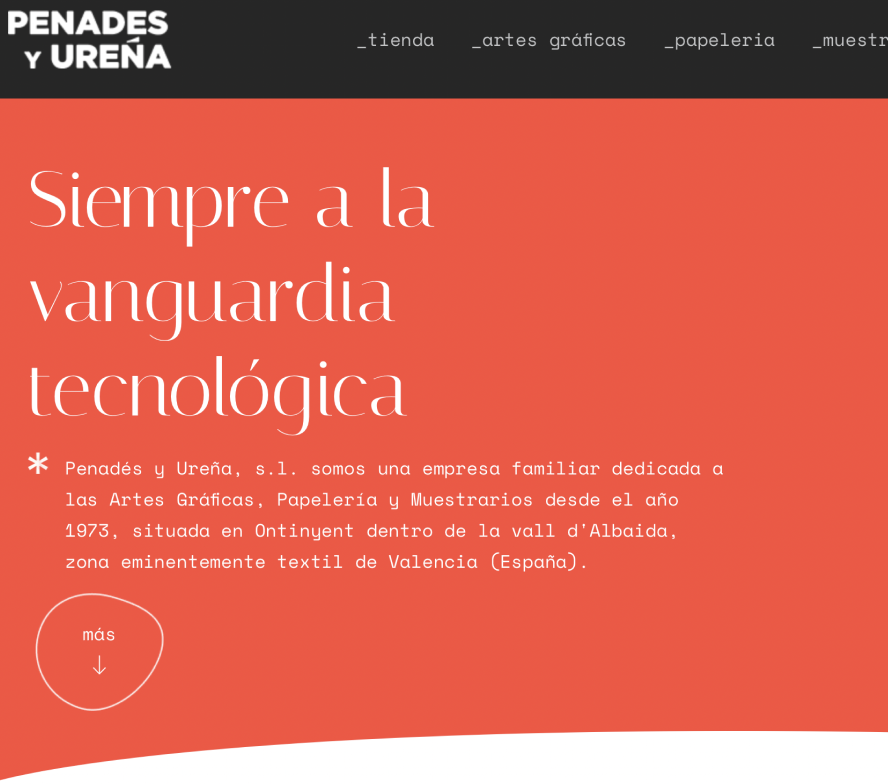 PENADES
Y UREÑA
_tienda _artes gráficas _papeleria _muestr
Siempre a la
vanguardia
tecnológica
* Penadés y Ureña, s.l. somos una empresa familiar dedicada a
las Artes Gráficas, Papelería y Muestrarios desde el año
1973, situada en Ontinyent dentro de la vall d'Albaida,
zona eminentemente textil de Valencia (España).
más
↓